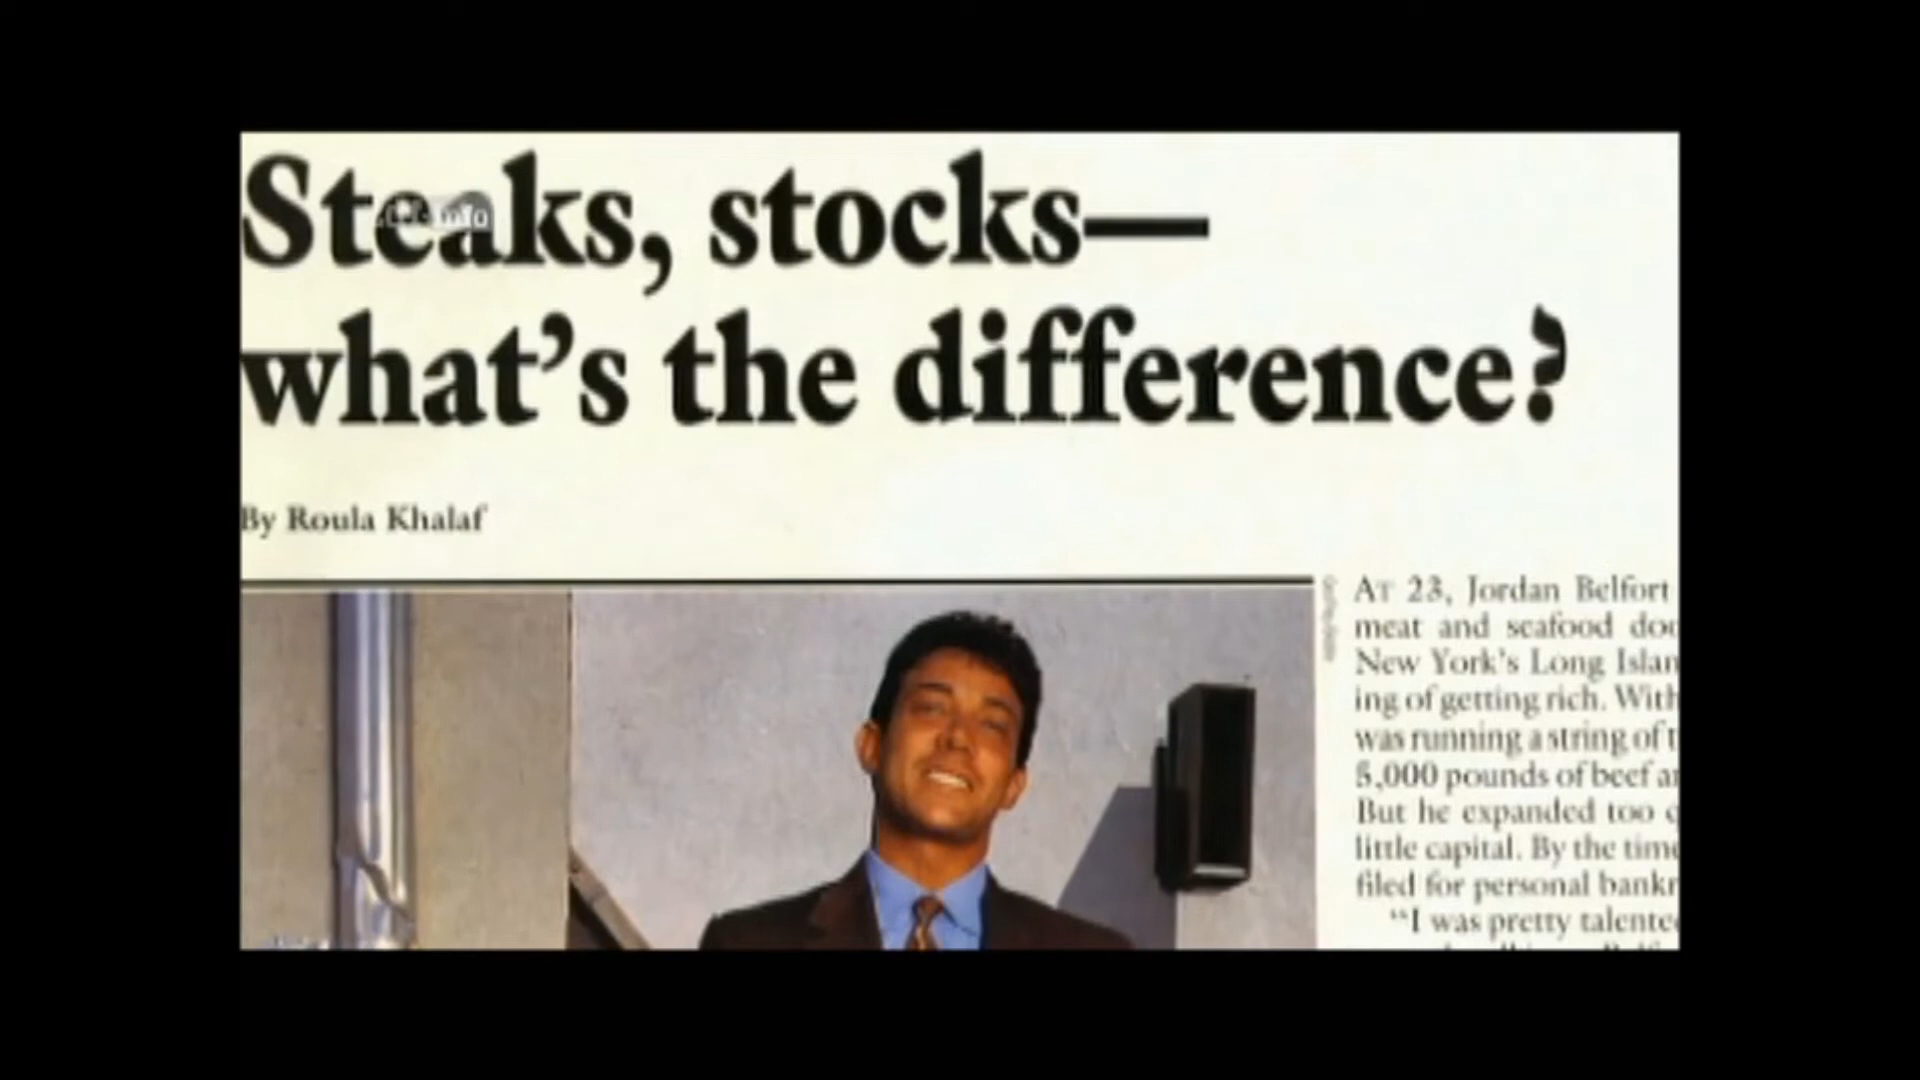 Steaks, stocks—
what's the difference?
By Roula Khalaf
AT 23, Jordan Belfort
meat and seafood
New York's Long
ing of getting rich. With
was running a string of
5,000 pounds of beef
But he expanded too
little capital. By the time
filed for personal
"I was pretty